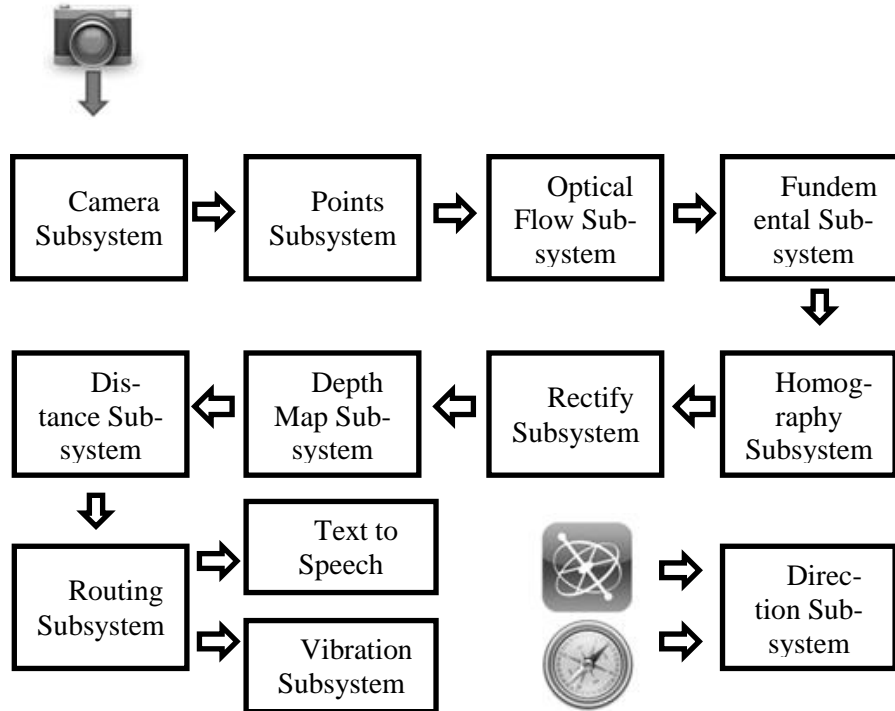 Camera
Subsystem
Points
Subsystem
Optical
Flow Sub-
system
Fundem
ental Sub-
system
Dis-
tance Sub-
system
Depth
Map Sub-
system
Rectify
Subsystem
Homog-
raphy
Subsystem
Routing
Subsystem
Text to
Speech
Vibration
Subsystem
Direc-
tion Sub-
system